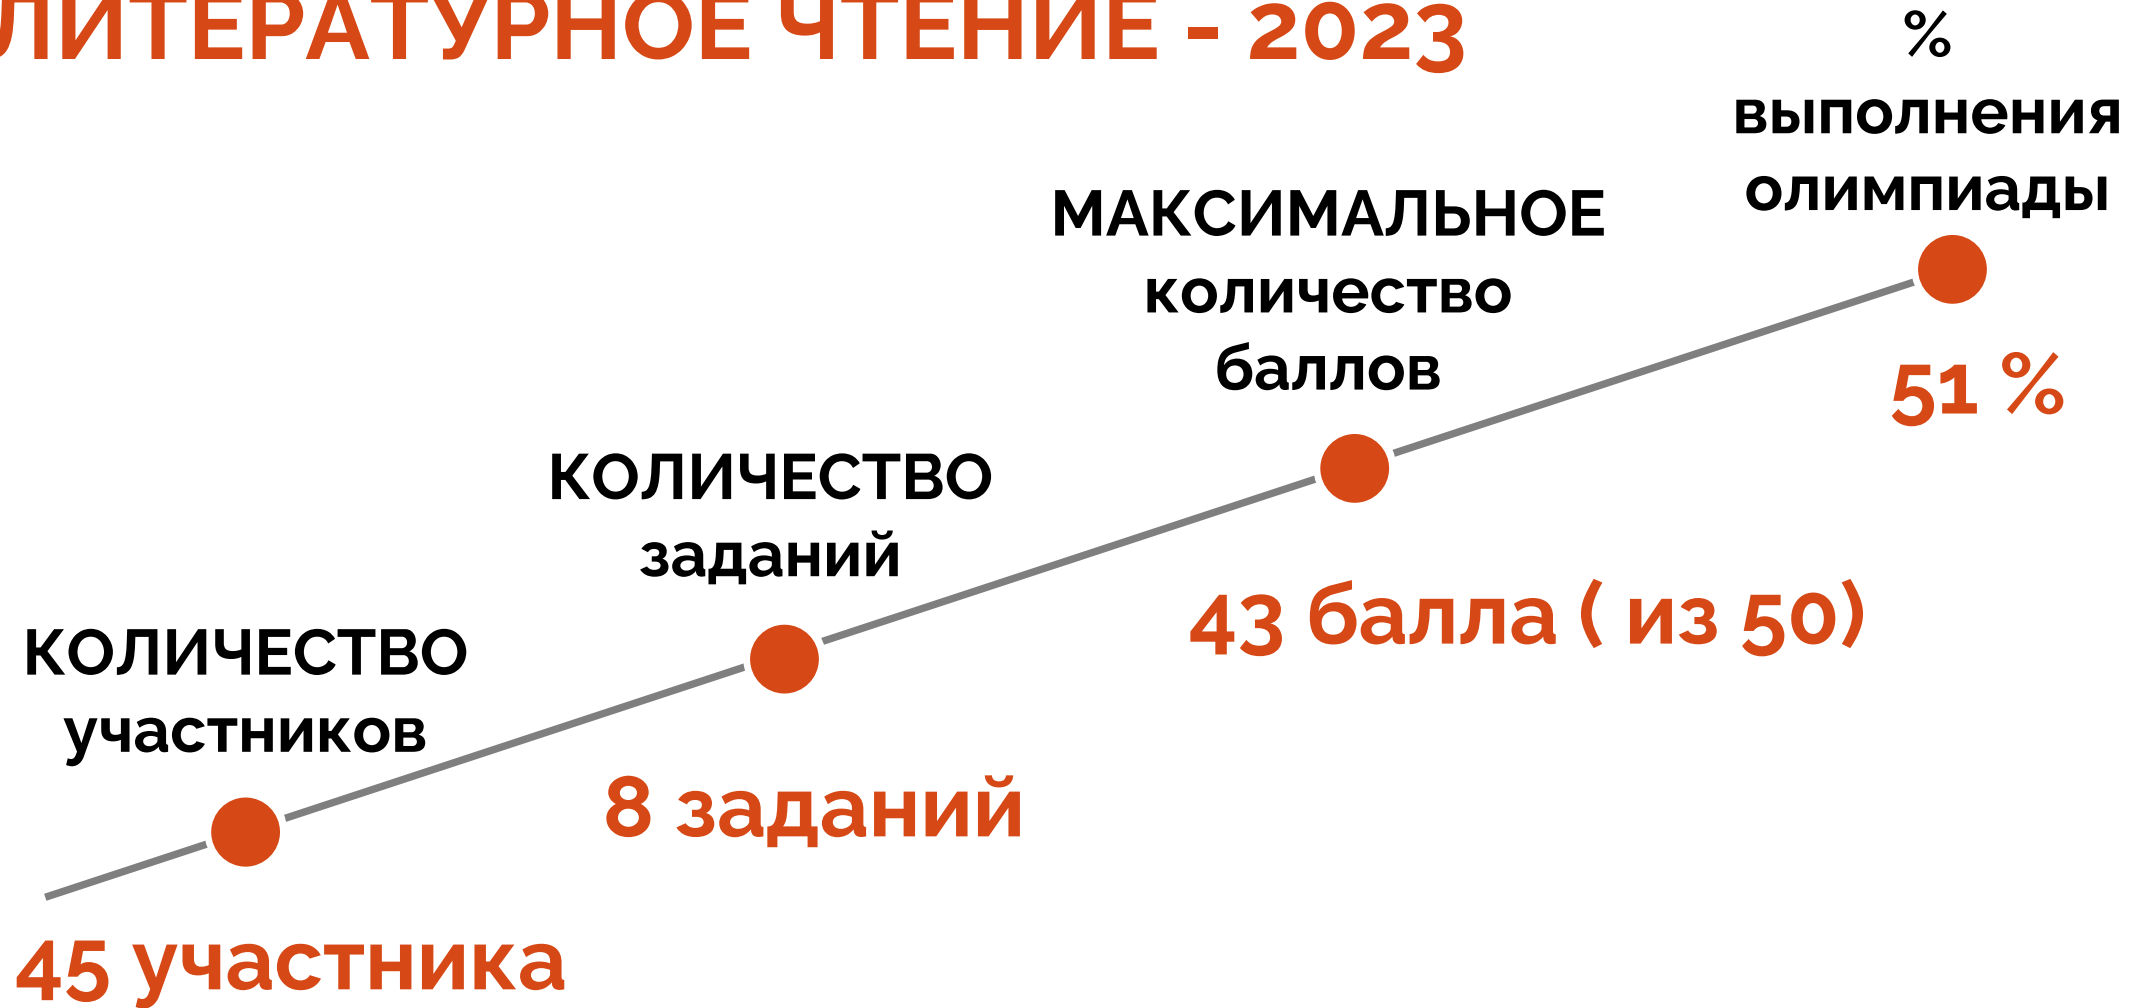 ЛИТЕРАТУРНОЕ ЧТЕНИЕ - 2023
КОЛИЧЕСТВО
участников
45 участника
КОЛИЧЕСТВО
заданий
8 заданий
МАКСИМАЛЬНОЕ
количество
баллов
43 балла ( из 50)
%
выполнения
олимпиады
51 %